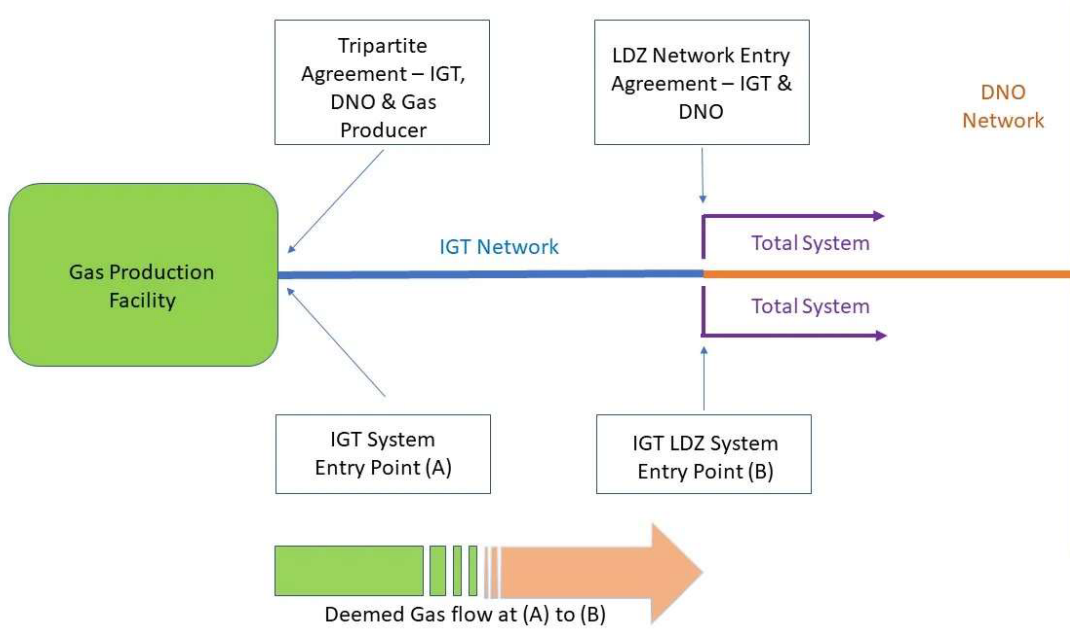 Tripartite
Agreement – IGT,
DNO & Gas
Producer
LDZ Network Entry
Agreement – IGT &
DNO
DNO
Network
Gas Production
Facility
IGT Network
Total System
Total System
IGT System
Entry Point (A)
IGT LDZ System
Entry Point (B)
Deemed Gas flow at (A) to (B)